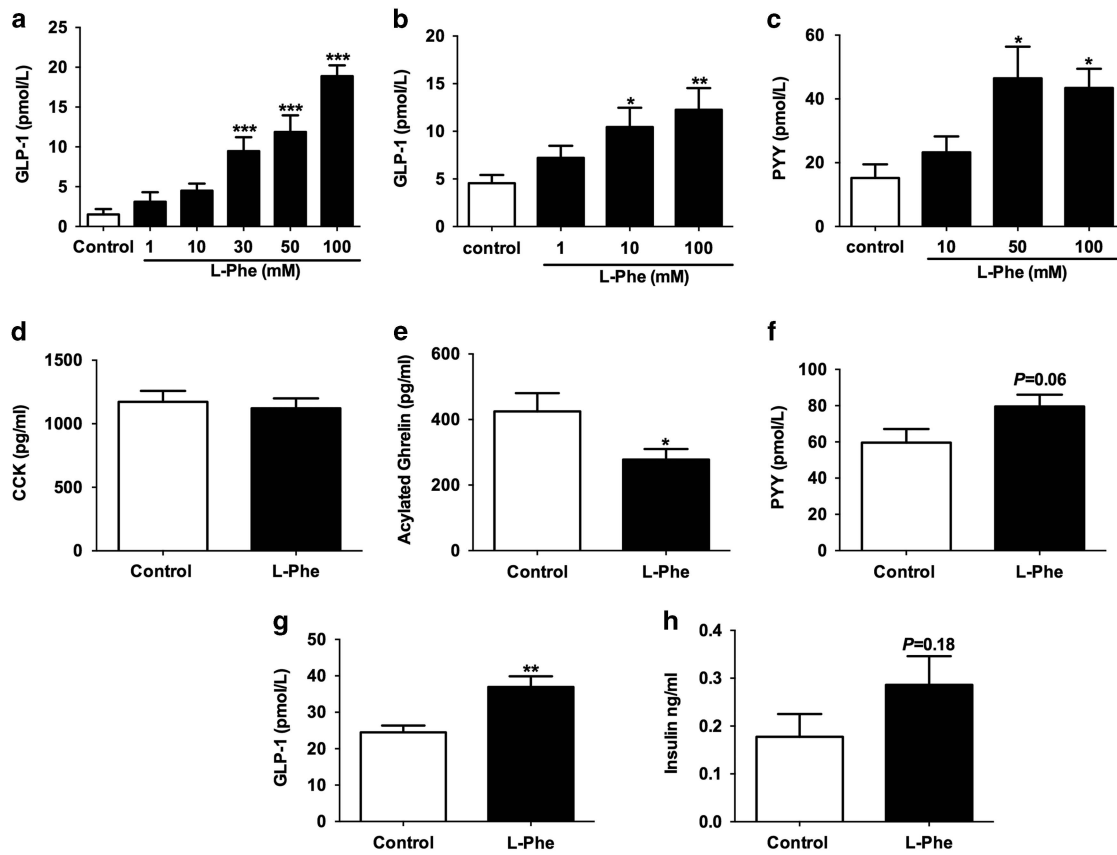 a
GLP-1 (pmol/L)
25
20
15
10
5
0
***
***
***
Control 1 10 30 50 100
L-Phe (mM)
b
GLP-1 (pmol/L)
20
15
10
5
0
*
**
control 1 10 100
L-Phe (mM)
c
PYY (pmol/L)
60
40
20
0
*
*
control 10 50 100
L-Phe (mM)
d
CCK (pg/ml)
1500
1000
500
0
Control L-Phe
e
Acylated Ghrelin (pg/ml)
600
400
200
0
*
Control L-Phe
f
PYY (pmol/L)
100
80
60
40
20
0
P=0.06
Control L-Phe
g
GLP-1 (pmol/L)
50
40
30
20
10
0
**
Control L-Phe
h
Insulin ng/ml
0.4
0.3
0.2
0.1
0.0
P=0.18
Control L-Phe